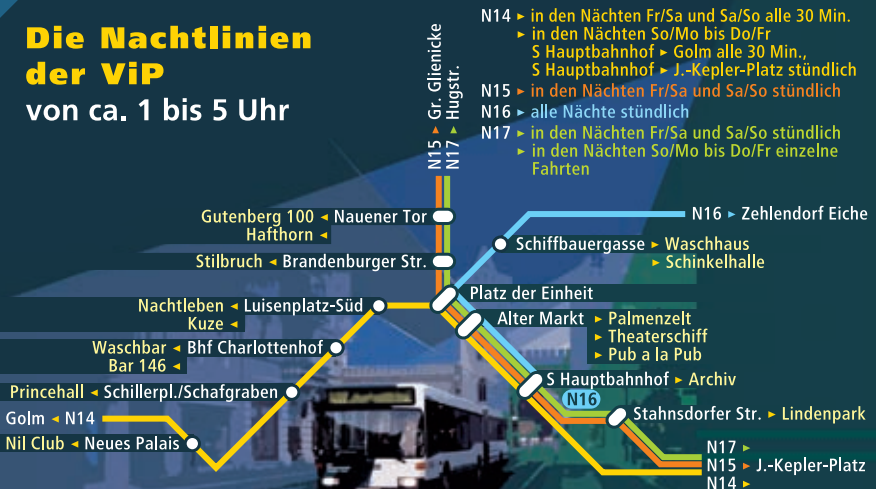 Die Nachtlinien
der ViP
von ca. 1 bis 5 Uhr
N14 ► in den Nächten Fr/Sa und Sa/So alle 30 Min.
► in den Nächten So/Mo bis Do/Fr
S Hauptbahnhof ► Golm alle 30 Min.,
S Hauptbahnhof ► J.-Kepler-Platz stündlich
N15 ► in den Nächten Fr/Sa und Sa/So stündlich
N16 ► alle Nächte stündlich
N17 ► in den Nächten Fr/Sa und Sa/So stündlich
► in den Nächten So/Mo bis Do/Fr einzelne
Fahrten
N15 ► Gr. Glienicke
N17 ► Hugstr.
Gutenberg 100 ◄ Nauener Tor
Hafthorn ◄
Stilbruch ◄ Brandenburger Str.
Nachtleben ◄ Luisenplatz-Süd
Kuze ◄
Waschbar ◄ Bhf Charlottenhof
Bar 146 ◄
Princehall ◄ Schillerpl./Schafgraben
Golm ◄ N14
Nil Club ◄ Neues Palais
N16 ► Zehlendorf Eiche
Schiffbauergasse ► Waschhaus
► Schinkelhalle
Platz der Einheit
Alter Markt ► Palmenzelt
► Theaterschiff
► Pub a la Pub
S Hauptbahnhof ► Archiv
N16
Stahnsdorfer Str. ► Lindenpark
N17 ►
N15 ► J.-Kepler-Platz
N14 ►